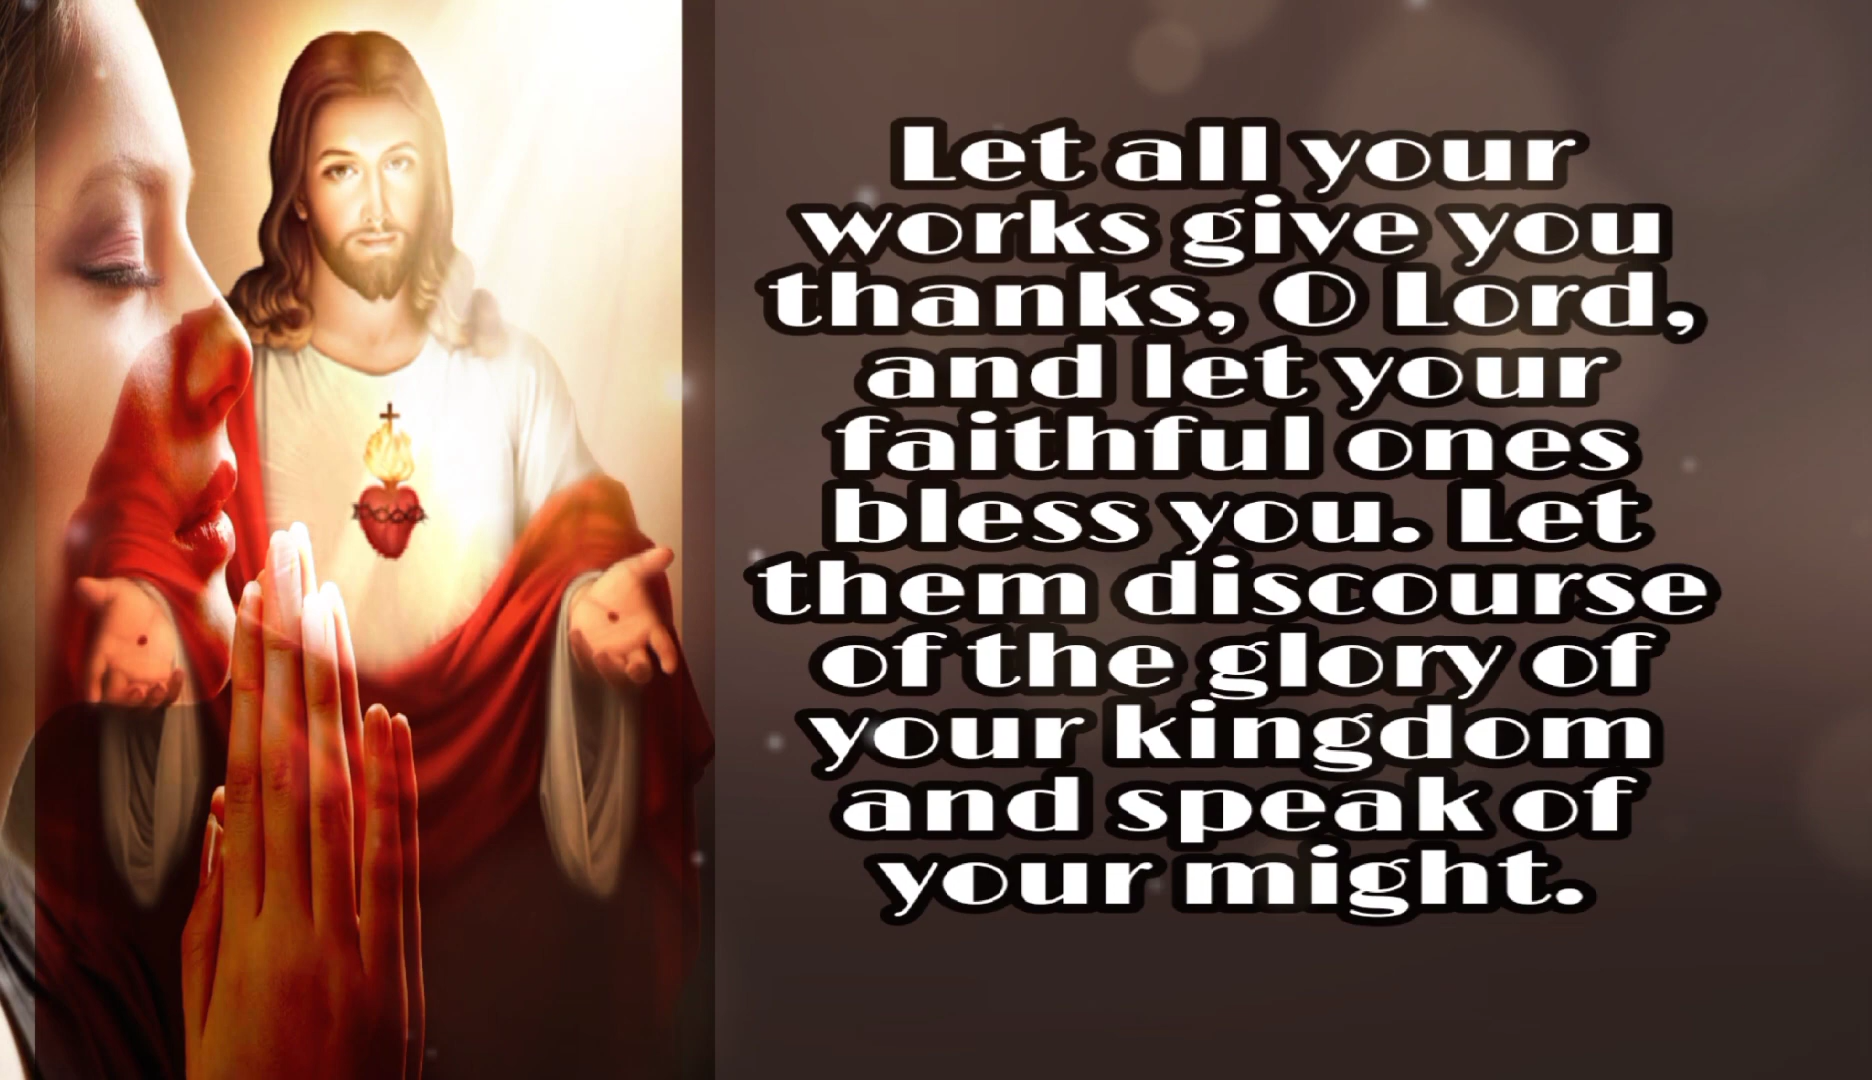 Let all your
works give you
thanks, O Lord,
and let your
faithful ones
bless you. Let
them discourse
of the glory of
your kingdom
and speak of
your might.